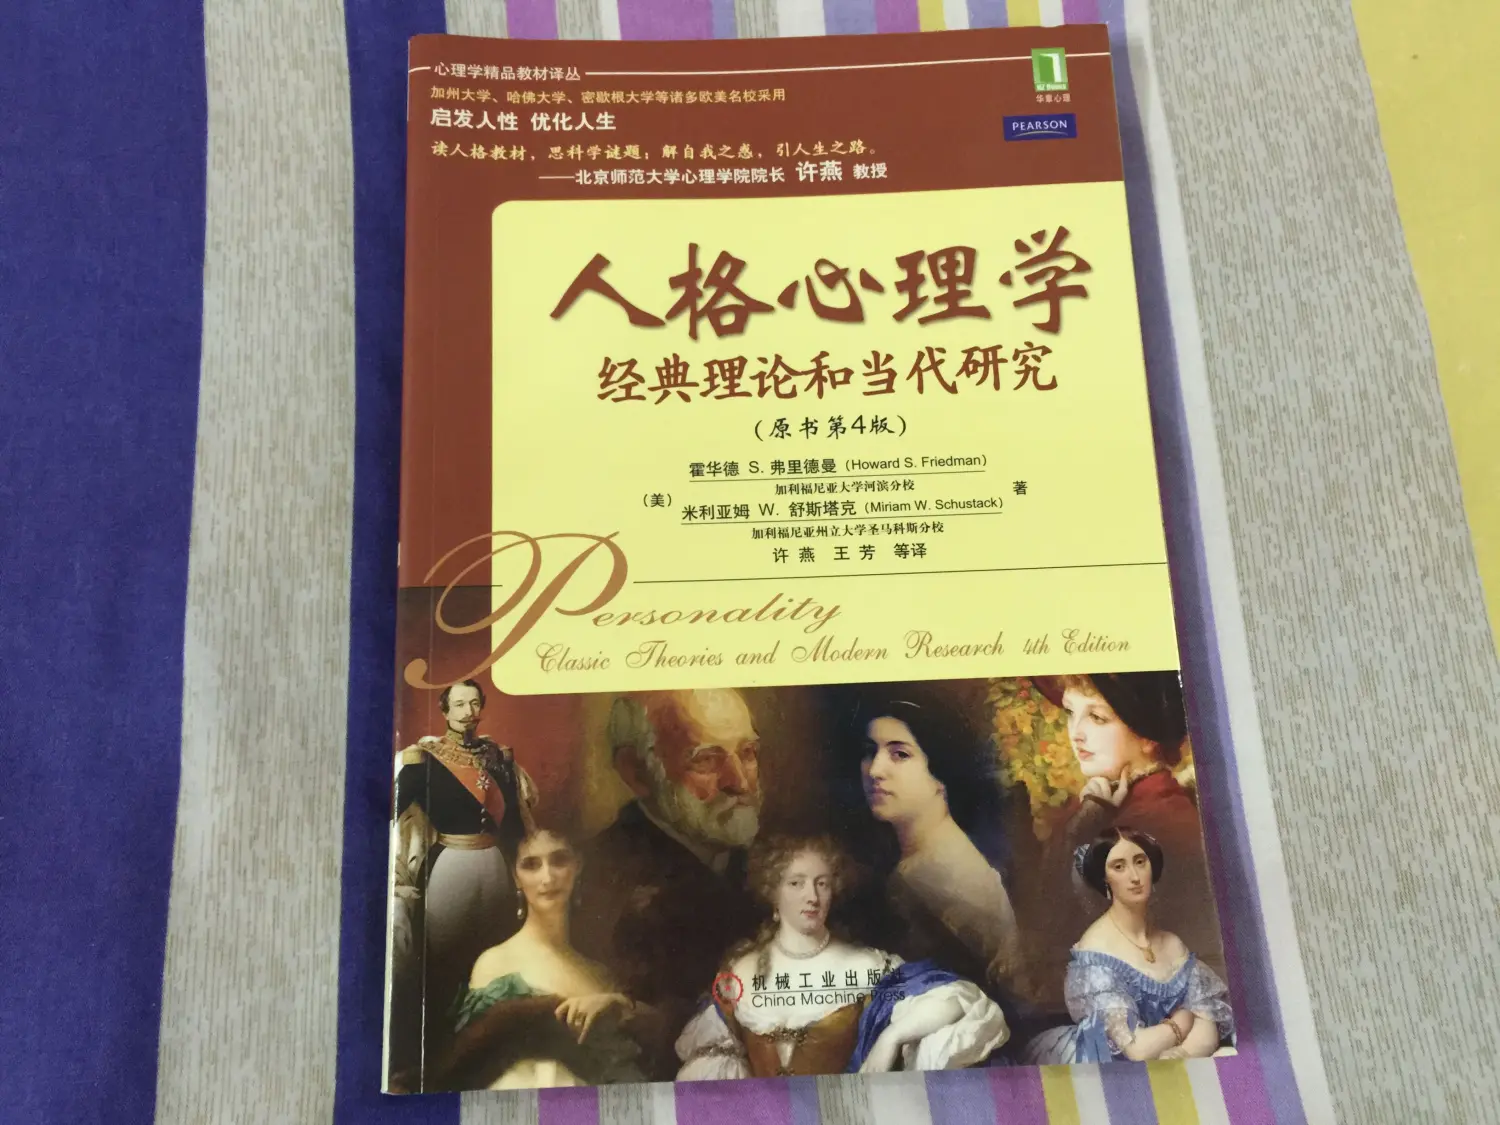 心理学精品教材译丛
加州大学、哈佛大学、密歇根大学等诸多欧美名校采用
启发人性 优化人生
读人格教材，思科学谜题；解自我之惑，引人生之路。
——北京师范大学心理学院院长 许燕 教授
华章心理
PEARSON
人格心理学
经典理论和当代研究
(原书第4版)
霍华德 S. 弗里德曼 (Howard S. Friedman)
加利福尼亚大学河滨分校
(美) 著
米利亚姆 W. 舒斯塔克 (Miriam W. Schustack)
加利福尼亚州立大学圣马科斯分校
许燕 王芳 等译
Personality
Classic Theories and Modern Research 4th Edition
机械工业出版社
China Machine Press